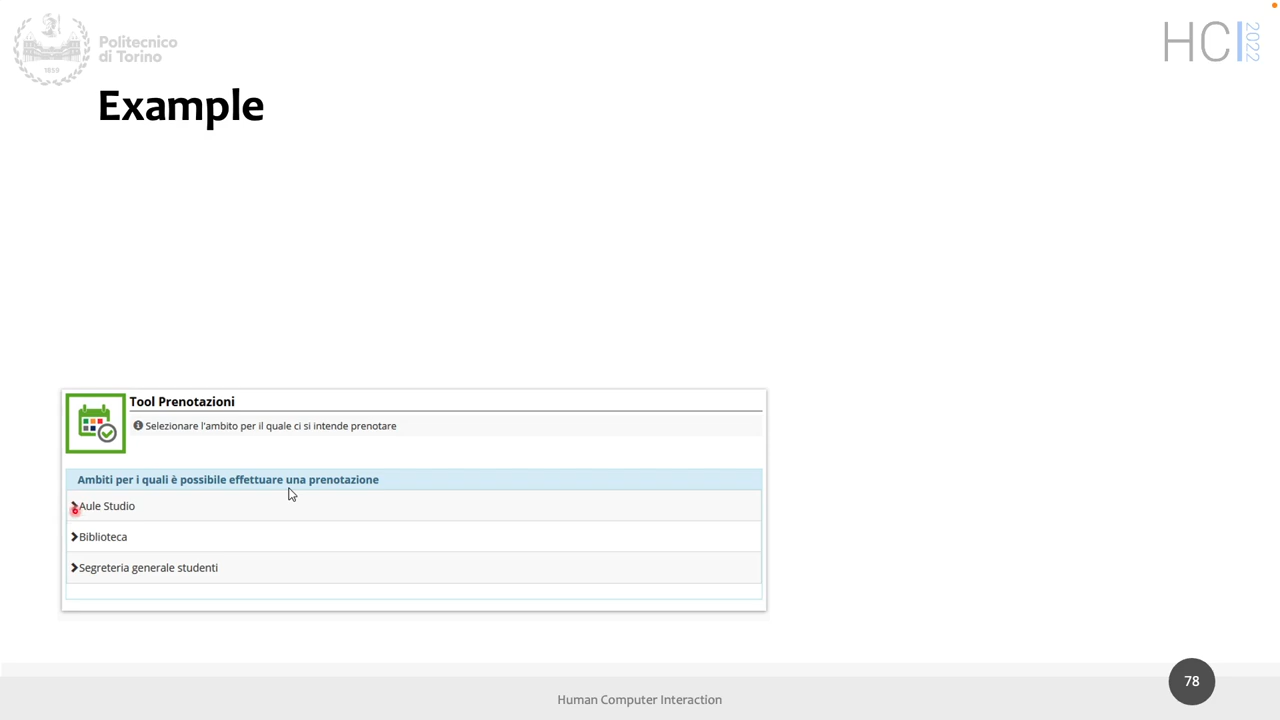 Politecnico
di Torino
1859
HCI 2022
Example
Tool Prenotazioni
Selezionare l'ambito per il quale ci si intende prenotare
Ambiti per i quali è possibile effettuare una prenotazione
Aule Studio
Biblioteca
Segreteria generale studenti
78
Human Computer Interaction